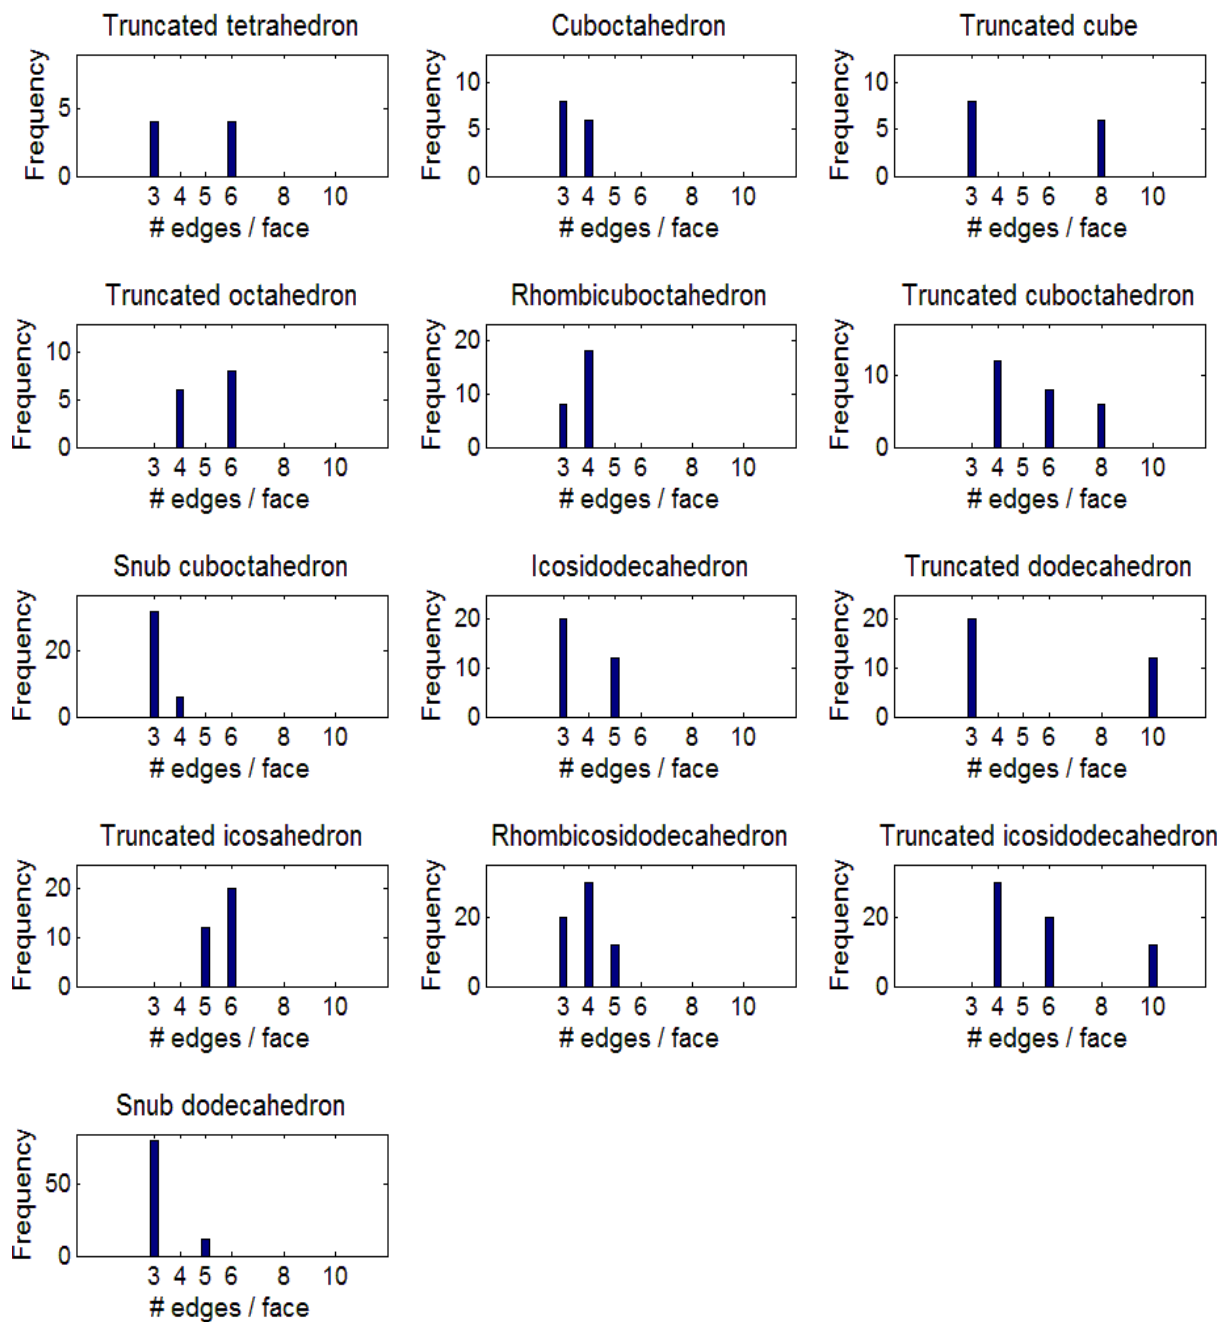 Truncated tetrahedron
Frequency
5
0
3 4 5 6 8 10
# edges / face
Cuboctahedron
Frequency
10
5
0
3 4 5 6 8 10
# edges / face
Truncated cube
Frequency
10
5
0
3 4 5 6 8 10
# edges / face
Truncated octahedron
Frequency
10
5
0
3 4 5 6 8 10
# edges / face
Rhombicuboctahedron
Frequency
20
10
0
3 4 5 6 8 10
# edges / face
Truncated cuboctahedron
Frequency
10
0
3 4 5 6 8 10
# edges / face
Snub cuboctahedron
Frequency
20
0
3 4 5 6 8 10
# edges / face
Icosidodecahedron
Frequency
20
10
0
3 4 5 6 8 10
# edges / face
Truncated dodecahedron
Frequency
20
10
0
3 4 5 6 8 10
# edges / face
Truncated icosahedron
Frequency
20
10
0
3 4 5 6 8 10
# edges / face
Rhombicosidodecahedron
Frequency
20
0
3 4 5 6 8 10
# edges / face
Truncated icosidodecahedron
Frequency
20
0
3 4 5 6 8 10
# edges / face
Snub dodecahedron
Frequency
50
0
3 4 5 6 8 10
# edges / face